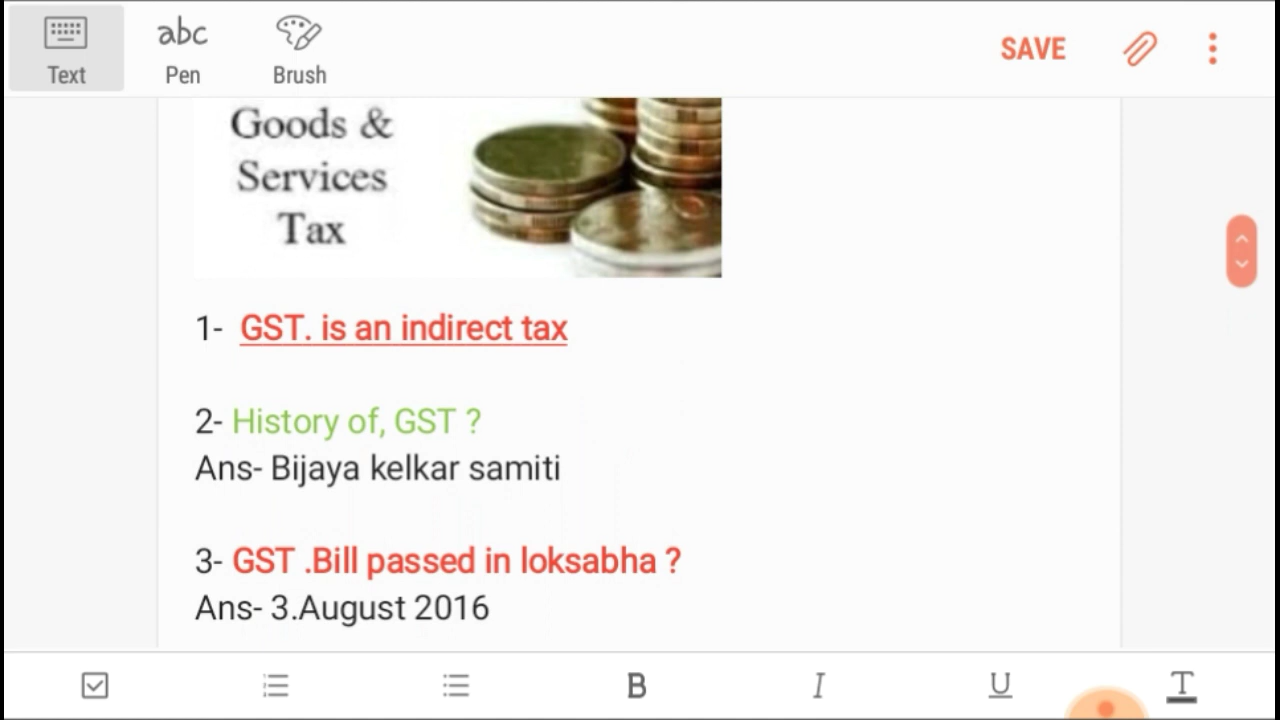 Text
abc
Pen
Brush
SAVE
Goods &
Services
Tax
1- GST. is an indirect tax
2- History of, GST ?
Ans- Bijaya kelkar samiti
3- GST .Bill passed in loksabha ?
Ans- 3.August 2016
B
I
U
T